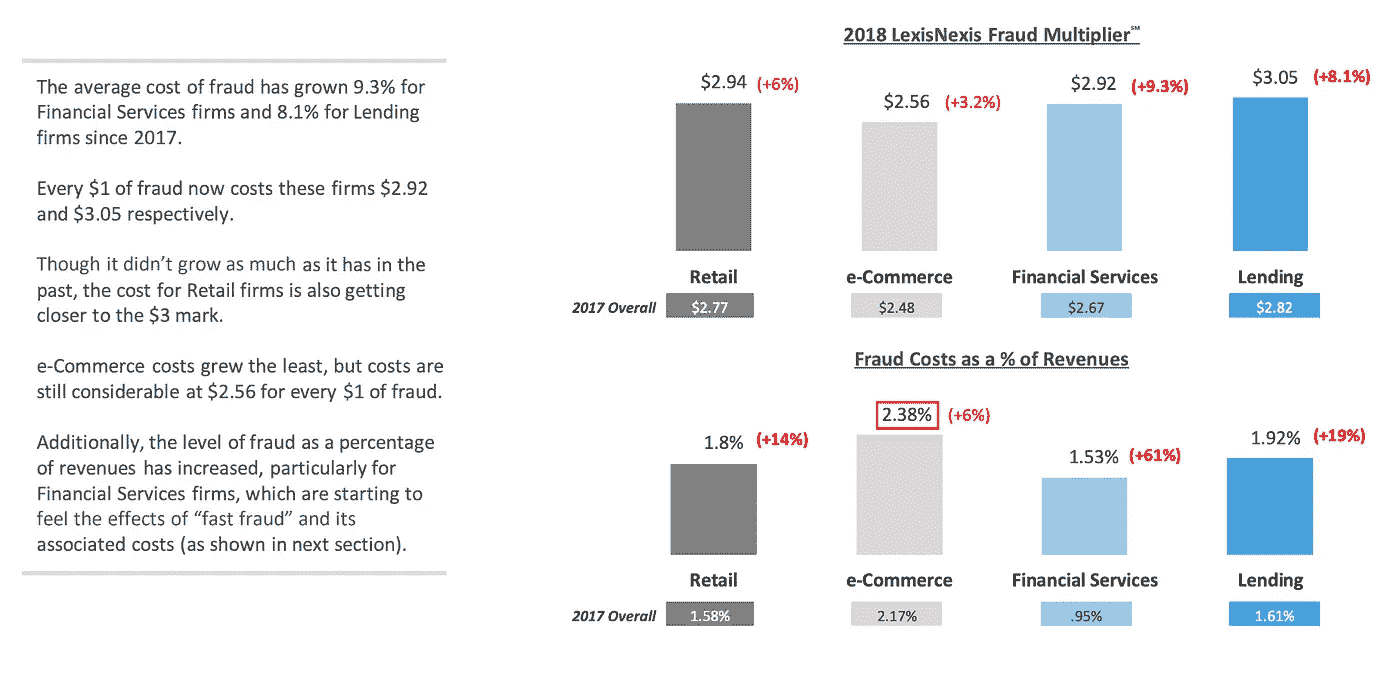 The average cost of fraud has grown 9.3% for
Financial Services firms and 8.1% for Lending
firms since 2017.
Every $1 of fraud now costs these firms $2.92
and $3.05 respectively.
Though it didn’t grow as much as it has in the
past, the cost for Retail firms is also getting
closer to the $3 mark.
e-Commerce costs grew the least, but costs are
still considerable at $2.56 for every $1 of fraud.
Additionally, the level of fraud as a percentage
of revenues has increased, particularly for
Financial Services firms, which are starting to
feel the effects of “fast fraud” and its
associated costs (as shown in next section).
2018 LexisNexis Fraud Multiplier℠
$2.94 (+6%) $2.56 (+3.2%) $2.92 (+9.3%) $3.05 (+8.1%)
Retail e-Commerce Financial Services Lending
2017 Overall $2.77 $2.48 $2.67 $2.82
Fraud Costs as a % of Revenues
1.8% (+14%) 2.38% (+6%) 1.53% (+61%) 1.92% (+19%)
Retail e-Commerce Financial Services Lending
2017 Overall 1.58% 2.17% .95% 1.61%